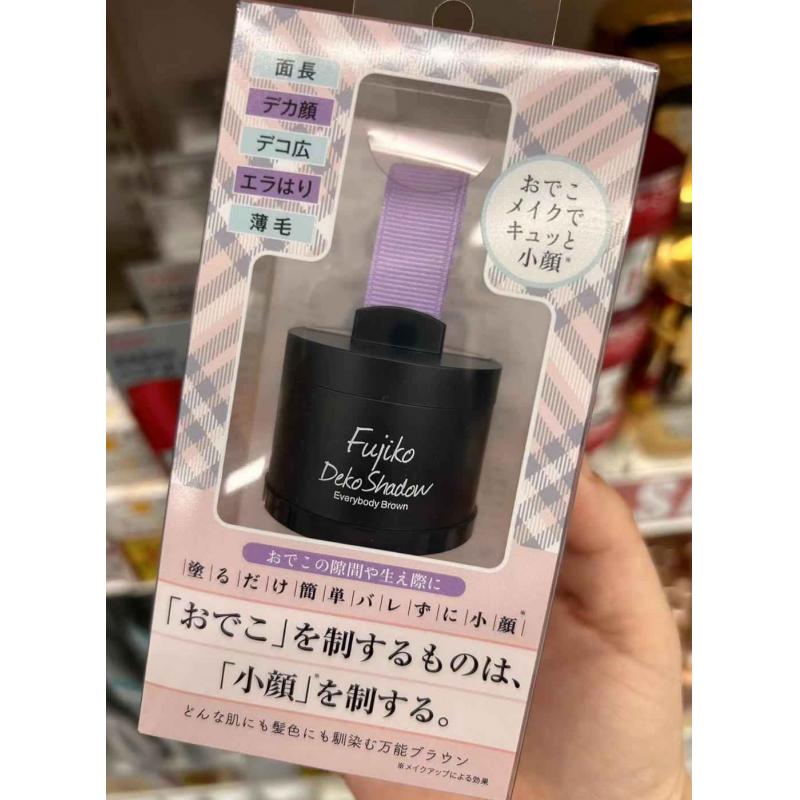 面長
デカ顔
デコ広
エラはり
薄毛
おでこ
メイクで
キュッと
小顔※
Fujiko
Deko Shadow
Everybody Brown
おでこの隙間や生え際に
塗るだけ簡単バレずに小顔※
「おでこ」を制するものは、
「小顔」※を制する。
どんな肌にも髪色にも馴染む万能ブラウン
※メイクアップによる効果